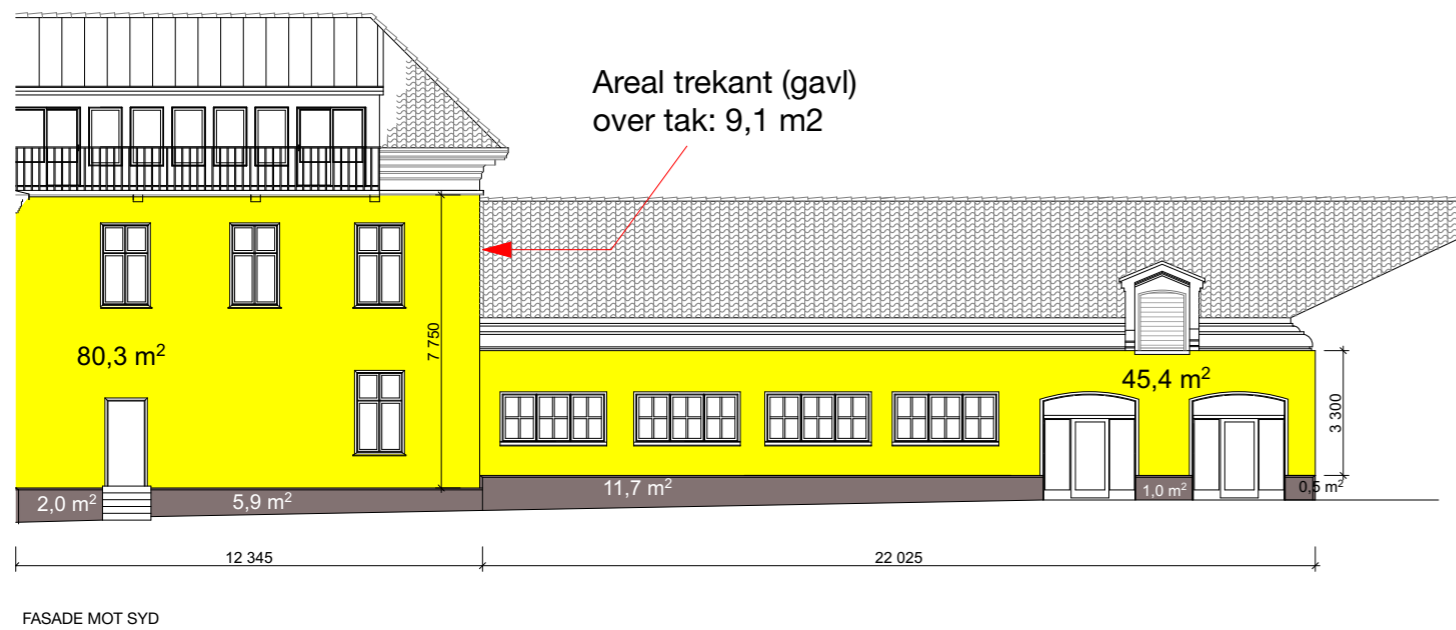 Areal trekant (gavl)
over tak: 9,1 m2
7 750
80,3 m²
45,4 m²
3 300
2,0 m²
5,9 m²
11,7 m²
1,0 m²
0,5 m²
12 345
22 025
FASADE MOT SYD